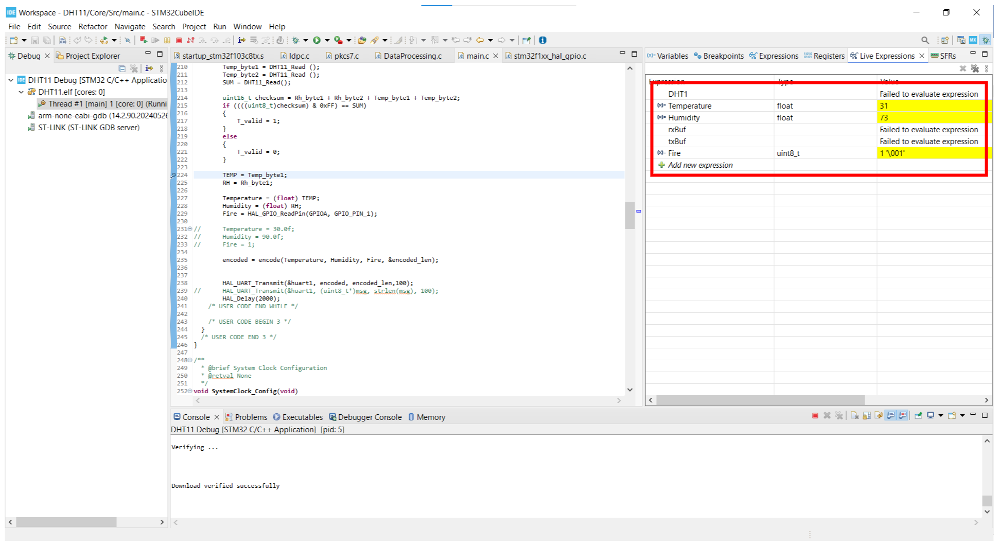 IDE Workspace - DHT11/Core/Src/main.c - STM32CubeIDE
File Edit Source Refactor Navigate Search Project Run Window Help
Debug Project Explorer
DHT11 Debug [STM32 C/C++ Applicatio
DHT11.elf [cores: 0]
Thread #1 [main] 1 [core: 0] (Runni
arm-none-eabi-gdb (14.2.90.20240526
ST-LINK (ST-LINK GDB server)
startup_stm32f103c8tx.s ldpc.c pkcs7.c DataProcessing.c main.c stm32f1xx_hal_gpio.c
210 Temp_byte1 = DHT11_Read ();
211 Temp_byte2 = DHT11_Read ();
212 SUM = DHT11_Read();
213
214 uint16_t checksum = Rh_byte1 + Rh_byte2 + Temp_byte1 + Temp_byte2;
215 if ((((uint8_t)checksum) & 0xFF) == SUM)
216 {
217 T_valid = 1;
218 }
219 else
220 {
221 T_valid = 0;
222 }
223
224 TEMP = Temp_byte1;
225 RH = Rh_byte1;
226
227 Temperature = (float) TEMP;
228 Humidity = (float) RH;
229 Fire = HAL_GPIO_ReadPin(GPIOA, GPIO_PIN_1);
230
231 // Temperature = 30.0f;
232 // Humidity = 90.0f;
233 // Fire = 1;
234
235 encoded = encode(Temperature, Humidity, Fire, &encoded_len);
236
237
238 HAL_UART_Transmit(&huart1, encoded, encoded_len,100);
239 // HAL_UART_Transmit(&huart1, (uint8_t*)msg, strlen(msg), 100);
240 HAL_Delay(2000);
241 /* USER CODE END WHILE */
242
243 /* USER CODE BEGIN 3 */
244 }
245 /* USER CODE END 3 */
246 }
247
248 /**
249 * @brief System Clock Configuration
250 * @retval None
251 */
252 void SystemClock_Config(void)
Variables Breakpoints Expressions Registers Live Expressions SFRs
Expression Type Value
DHT1 Failed to evaluate expression
Temperature float 31
Humidity float 73
rxBuf Failed to evaluate expression
txBuf Failed to evaluate expression
Fire uint8_t 1 '\001'
Add new expression
Console Problems Executables Debugger Console Memory
DHT11 Debug [STM32 C/C++ Application] [pid: 5]
Verifying ...
Download verified successfully